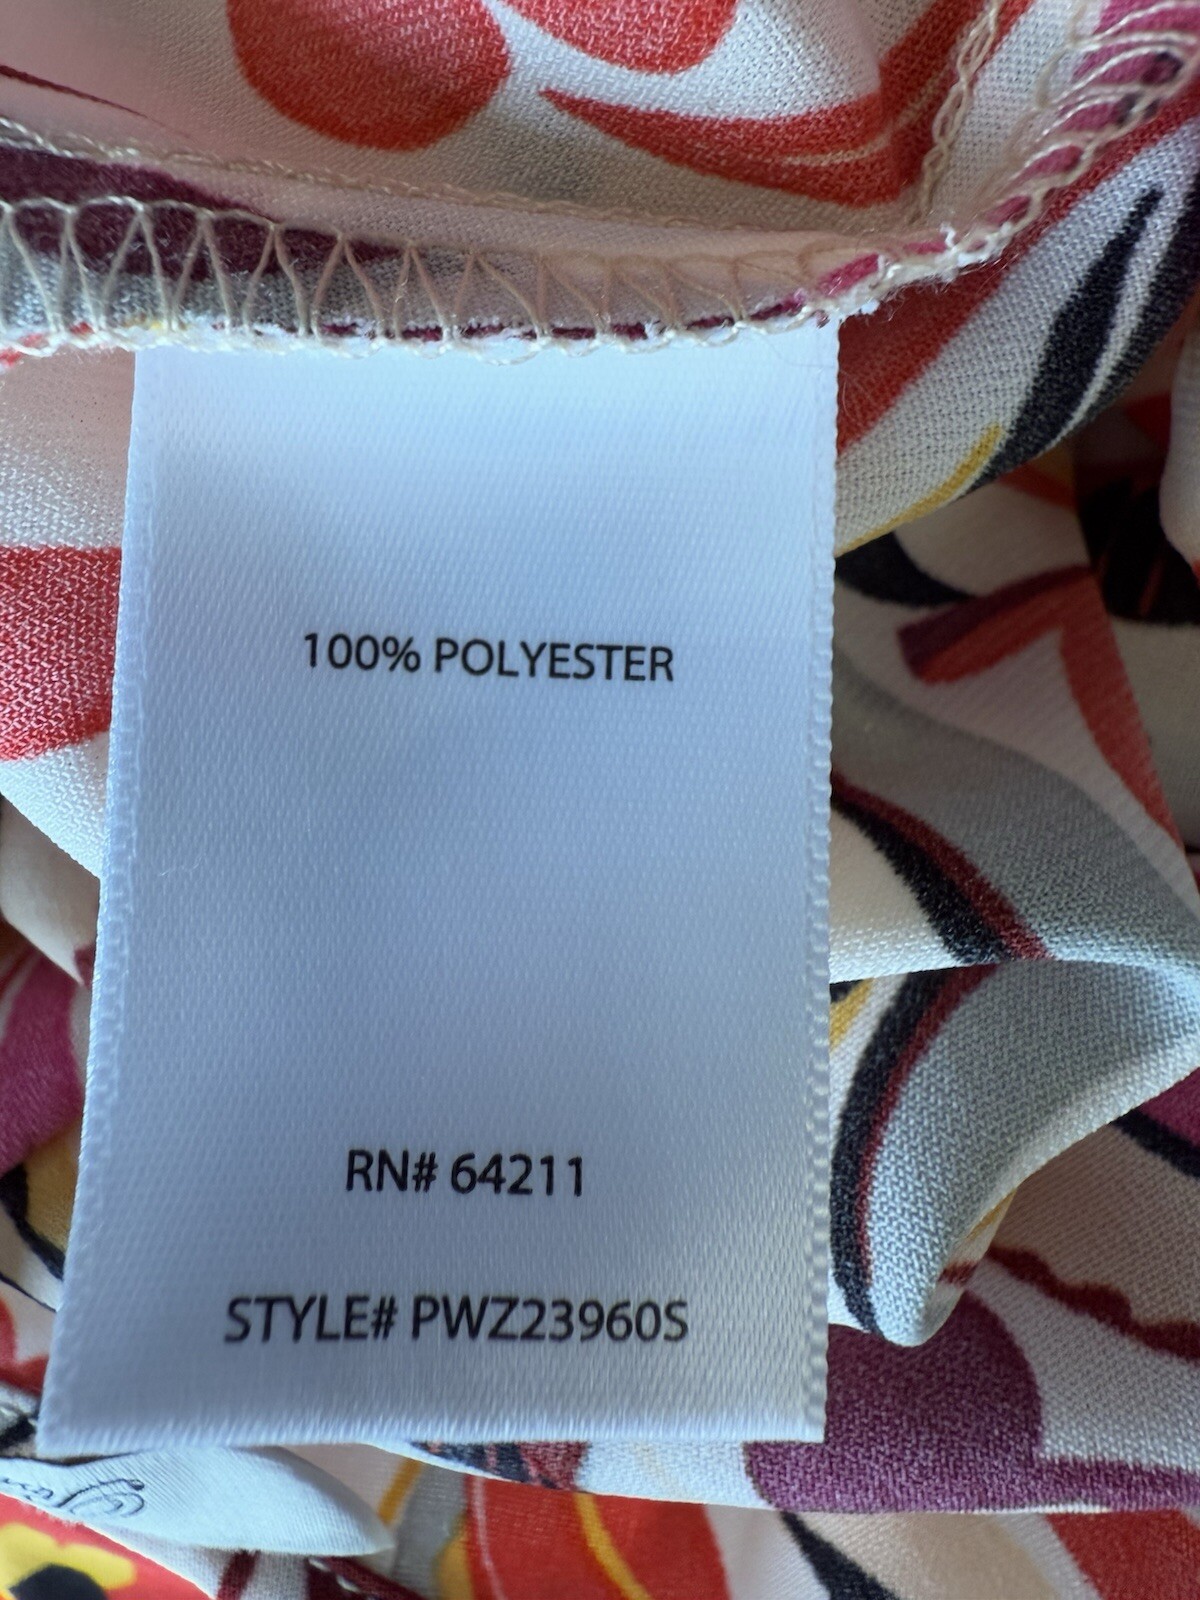 100% POLYESTER
RN# 64211
STYLE# PWZ23960S